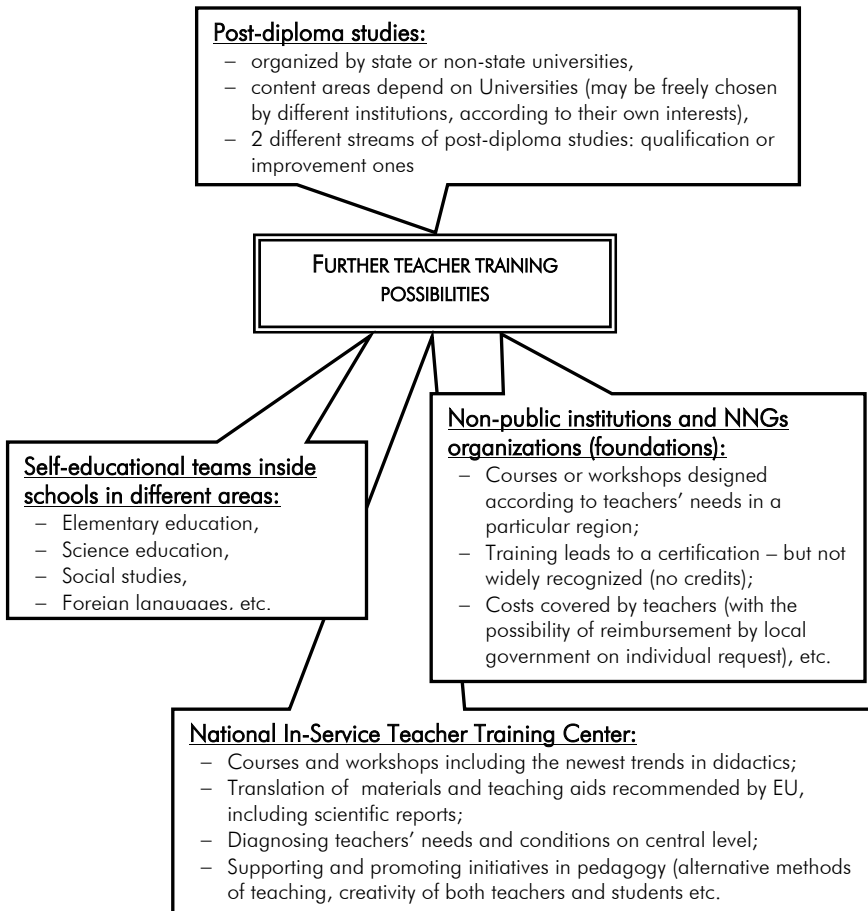 Post-diploma studies:
– organized by state or non-state universities,
– content areas depend on Universities (may be freely chosen
by different institutions, according to their own interests),
– 2 different streams of post-diploma studies: qualification or
improvement ones
FURTHER TEACHER TRAINING
POSSIBILITIES
Self-educational teams inside
schools in different areas:
– Elementary education,
– Science education,
– Social studies,
– Foreign languages, etc.
Non-public institutions and NNGs
organizations (foundations):
– Courses or workshops designed
according to teachers’ needs in a
particular region;
– Training leads to a certification – but not
widely recognized (no credits);
– Costs covered by teachers (with the
possibility of reimbursement by local
government on individual request), etc.
National In-Service Teacher Training Center:
– Courses and workshops including the newest trends in didactics;
– Translation of materials and teaching aids recommended by EU,
including scientific reports;
– Diagnosing teachers’ needs and conditions on central level;
– Supporting and promoting initiatives in pedagogy (alternative methods
of teaching, creativity of both teachers and students etc.